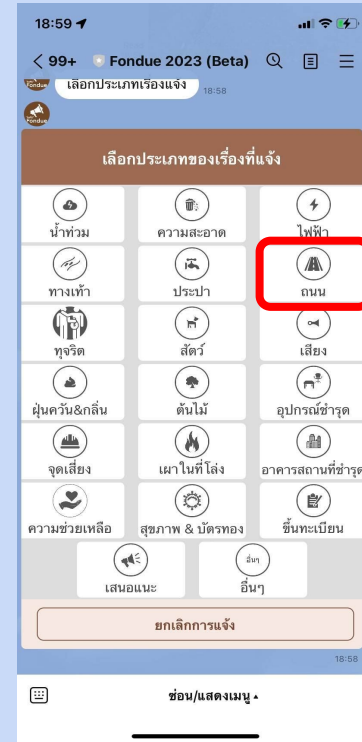 18:59
99+ Fondue 2023 (Beta)
เลือกประเภทเรื่องแจ้ง
18:58
Fondue
Fondue
เลือกประเภทของเรื่องที่แจ้ง
น้ำท่วม ความสะอาด ไฟฟ้า
ทางเท้า ประปา ถนน
ทุจริต สัตว์ เสียง
ฝุ่นควัน&กลิ่น ต้นไม้ อุปกรณ์ชำรุด
จุดเสี่ยง เผาในที่โล่ง อาคารสถานที่ชำรุด
ความช่วยเหลือ สุขภาพ & บัตรทอง ขึ้นทะเบียน
อื่นๆ
เสนอแนะ อื่นๆ
ยกเลิกการแจ้ง
18:58
ซ่อน/แสดงเมนู